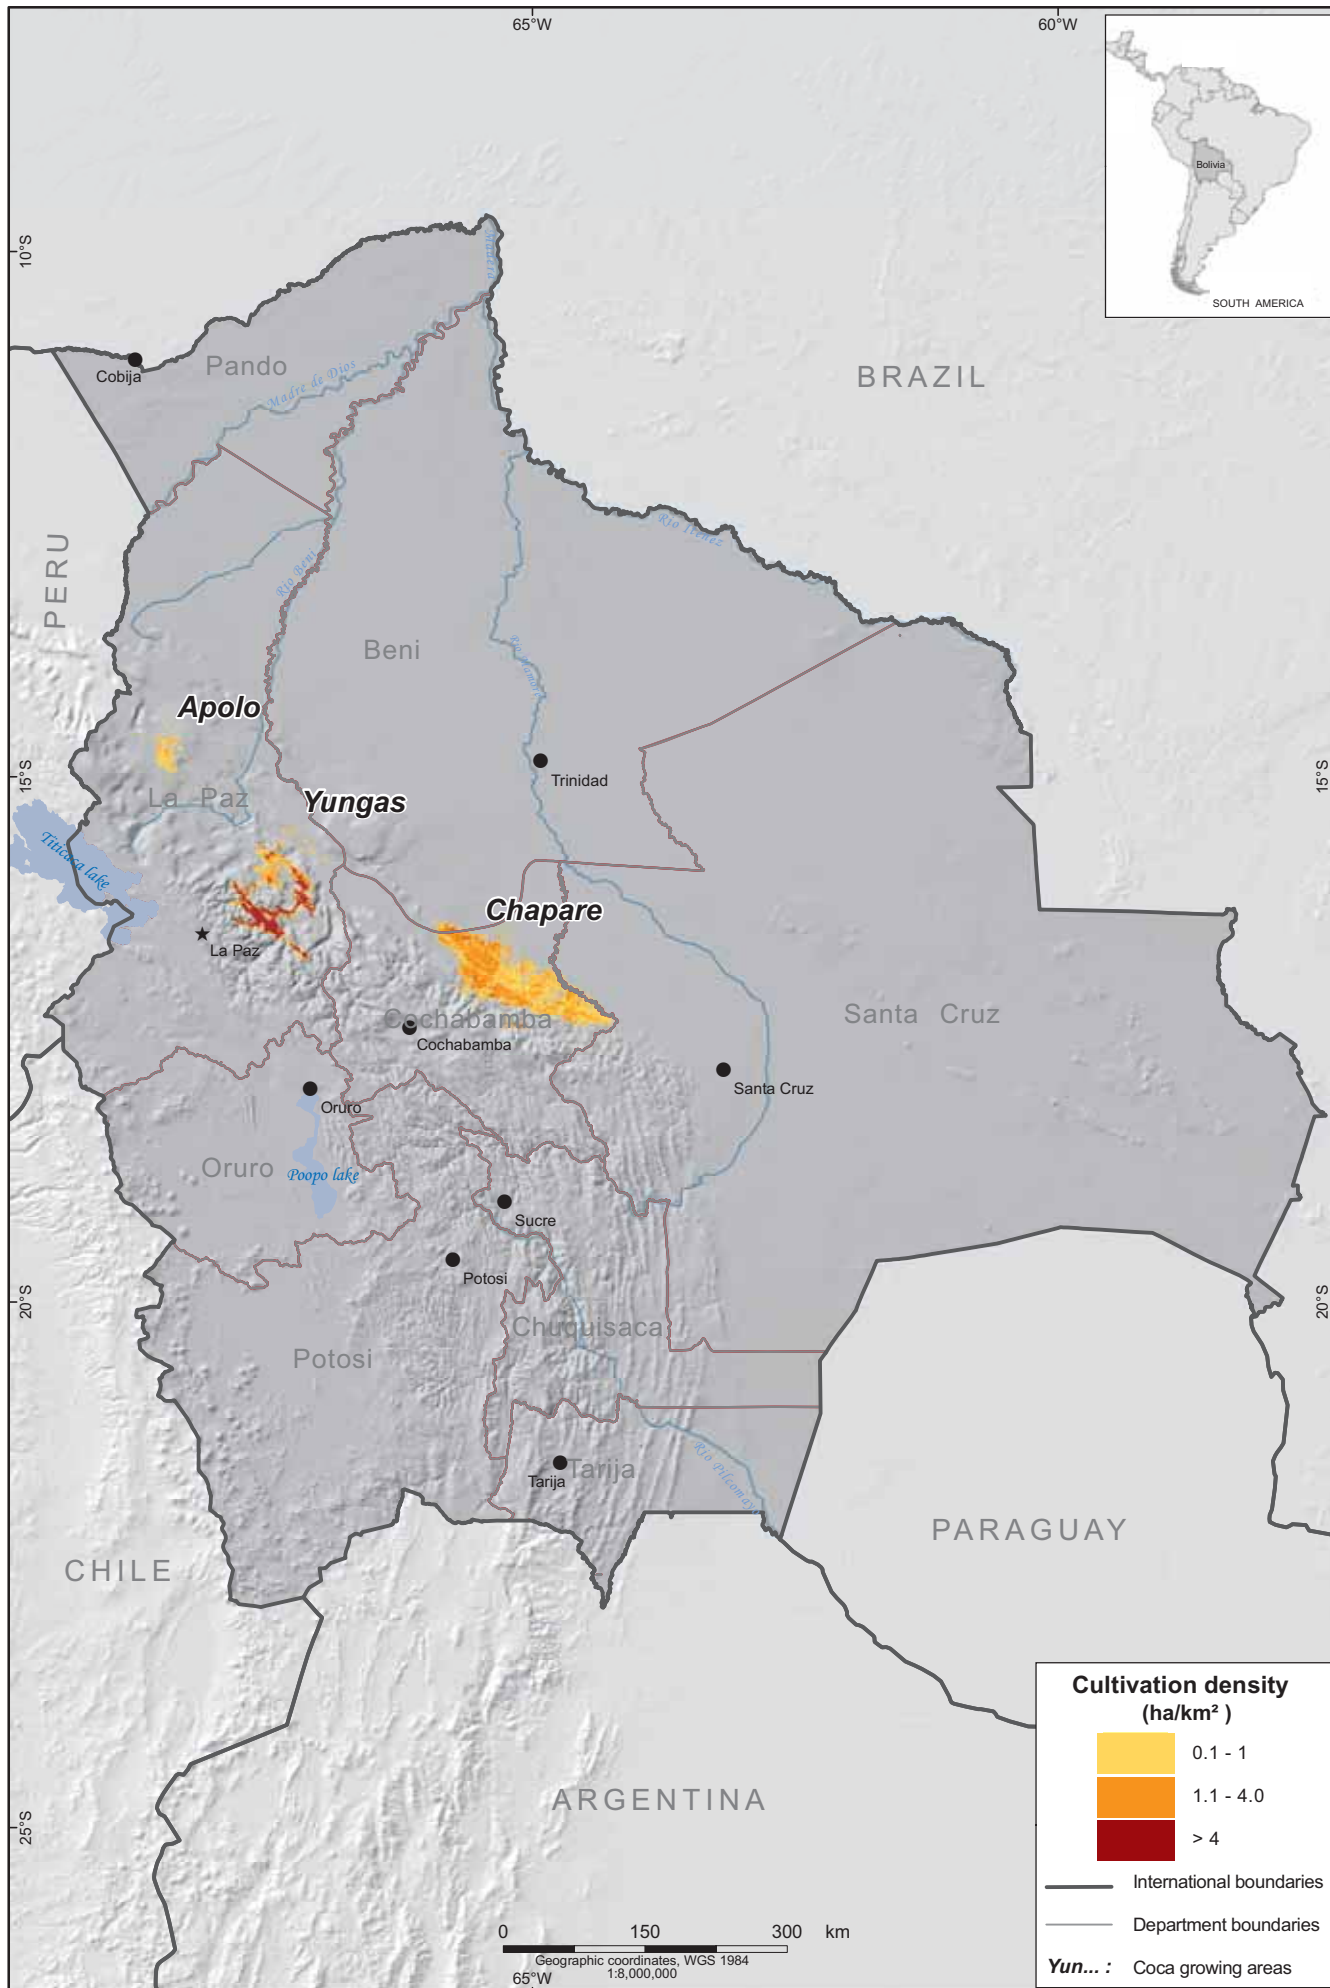 65°W
60°W
Bolivia
SOUTH AMERICA
10°S
Mamoré
Pando
Cobija
Madre de Dios
BRAZIL
PERU
Rio Itenez
Rio Beni
Beni
Rio Mamoré
Apolo
15°S
15°S
Trinidad
La Paz
Yungas
Titicaca lake
Chapare
La Paz
Cochabamba
Cochabamba
Santa Cruz
Santa Cruz
Oruro
Oruro
Poopo lake
Sucre
Potosi
20°S
20°S
Chuquisaca
Potosi
Tarija
Tarija
Rio Pilcomayo
PARAGUAY
CHILE
ARGENTINA
25°S
Cultivation density
(ha/km² )
0.1 - 1
1.1 - 4.0
> 4
International boundaries
Department boundaries
Yun... : Coca growing areas
0 150 300 km
Geographic coordinates, WGS 1984
1:8,000,000
65°W